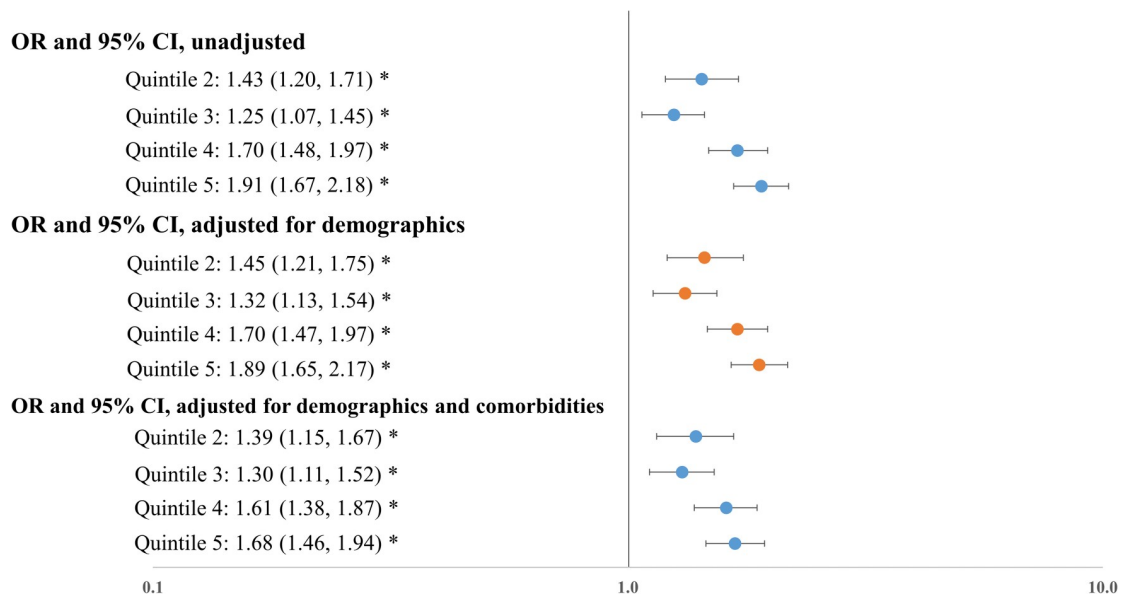 OR and 95% CI, unadjusted
Quintile 2: 1.43 (1.20, 1.71) *
Quintile 3: 1.25 (1.07, 1.45) *
Quintile 4: 1.70 (1.48, 1.97) *
Quintile 5: 1.91 (1.67, 2.18) *
OR and 95% CI, adjusted for demographics
Quintile 2: 1.45 (1.21, 1.75) *
Quintile 3: 1.32 (1.13, 1.54) *
Quintile 4: 1.70 (1.47, 1.97) *
Quintile 5: 1.89 (1.65, 2.17) *
OR and 95% CI, adjusted for demographics and comorbidities
Quintile 2: 1.39 (1.15, 1.67) *
Quintile 3: 1.30 (1.11, 1.52) *
Quintile 4: 1.61 (1.38, 1.87) *
Quintile 5: 1.68 (1.46, 1.94) *
0.1 1.0 10.0